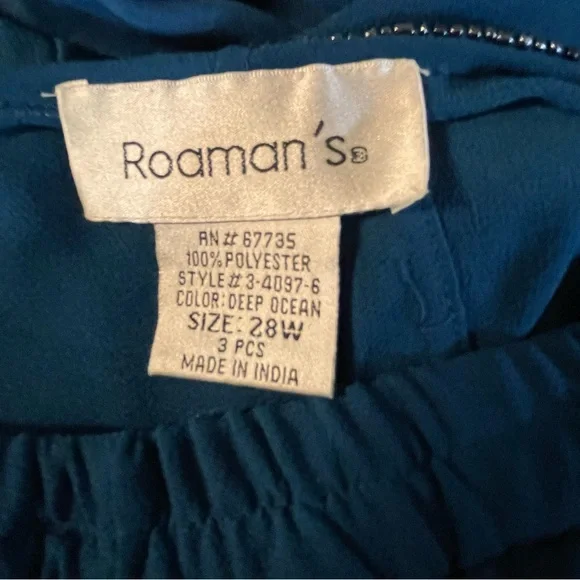 Roaman's®
RN# 67735
100% POLYESTER
STYLE# 3-4097-6
COLOR: DEEP OCEAN
SIZE: 28W
3 PCS
MADE IN INDIA